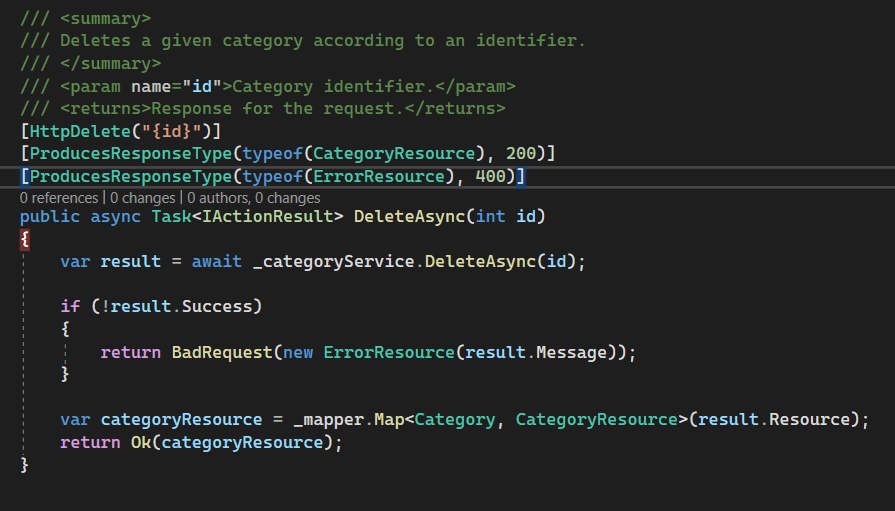 /// <summary>
/// Deletes a given category according to an identifier.
/// </summary>
/// <param name="id">Category identifier.</param>
/// <returns>Response for the request.</returns>
[HttpDelete("{id}")]
[ProducesResponseType(typeof(CategoryResource), 200)]
[ProducesResponseType(typeof(ErrorResource), 400)]
0 references | 0 changes | 0 authors, 0 changes
public async Task<IActionResult> DeleteAsync(int id)
{
    var result = await _categoryService.DeleteAsync(id);
    if (!result.Success)
    {
        return BadRequest(new ErrorResource(result.Message));
    }
    var categoryResource = _mapper.Map<Category, CategoryResource>(result.Resource);
    return Ok(categoryResource);
}